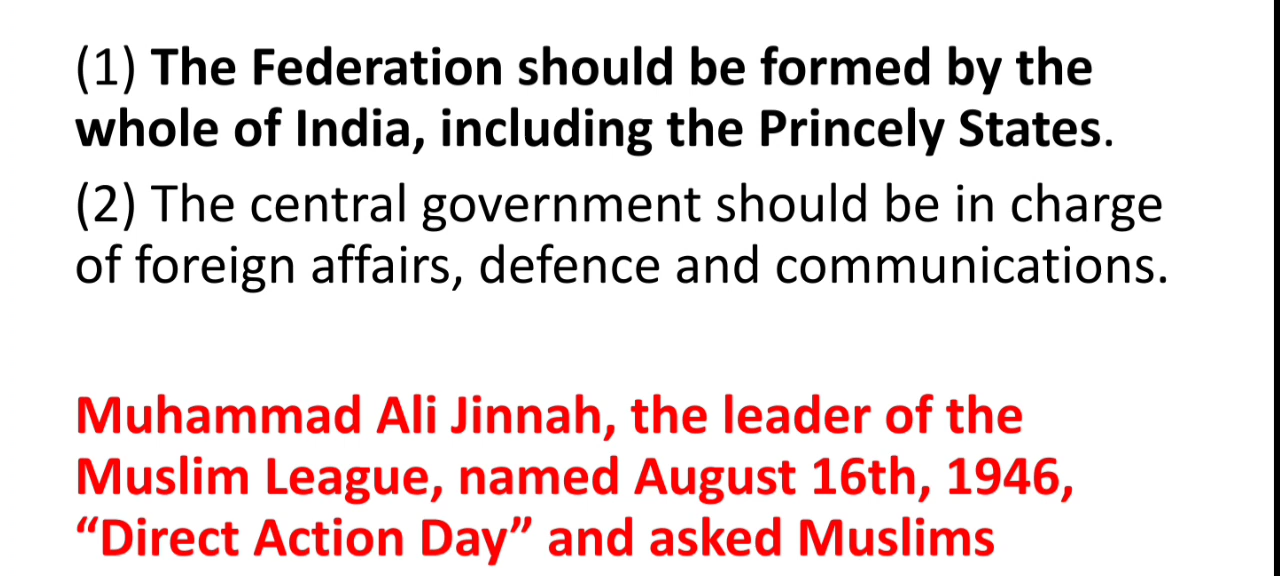 (1) The Federation should be formed by the
whole of India, including the Princely States.
(2) The central government should be in charge
of foreign affairs, defence and communications.
Muhammad Ali Jinnah, the leader of the
Muslim League, named August 16th, 1946,
“Direct Action Day” and asked Muslims